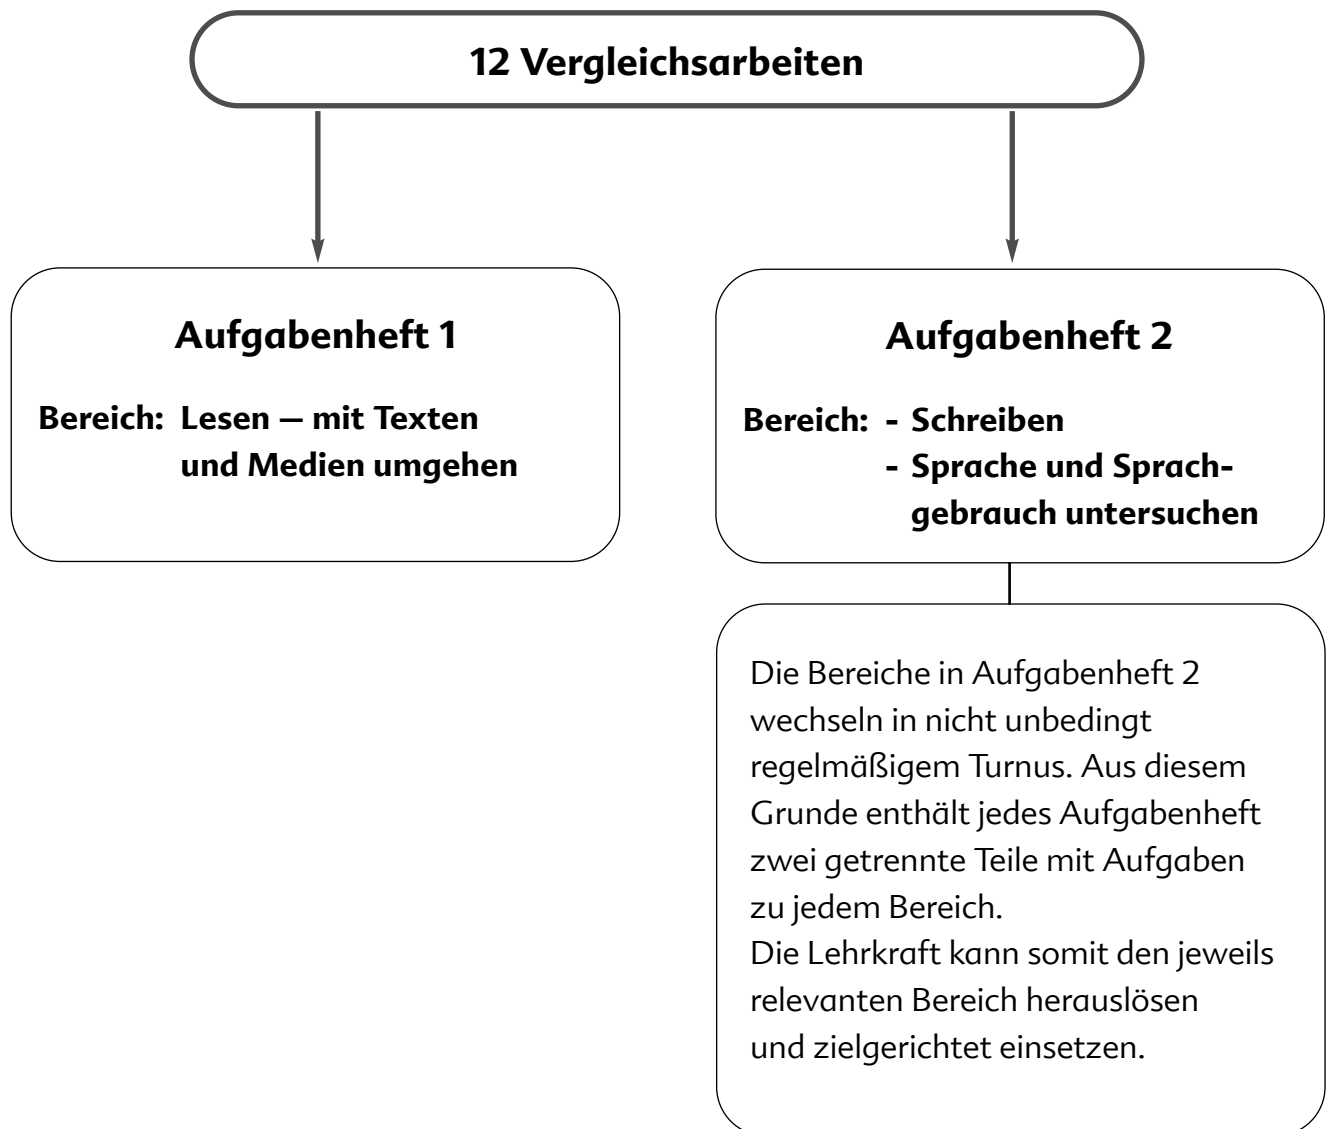 12 Vergleichsarbeiten
Aufgabenheft 1
Bereich: Lesen – mit Texten
und Medien umgehen
Aufgabenheft 2
Bereich: - Schreiben
- Sprache und Sprach-
gebrauch untersuchen
Die Bereiche in Aufgabenheft 2
wechseln in nicht unbedingt
regelmäßigem Turnus. Aus diesem
Grunde enthält jedes Aufgabenheft
zwei getrennte Teile mit Aufgaben
zu jedem Bereich.
Die Lehrkraft kann somit den jeweils
relevanten Bereich herauslösen
und zielgerichtet einsetzen.